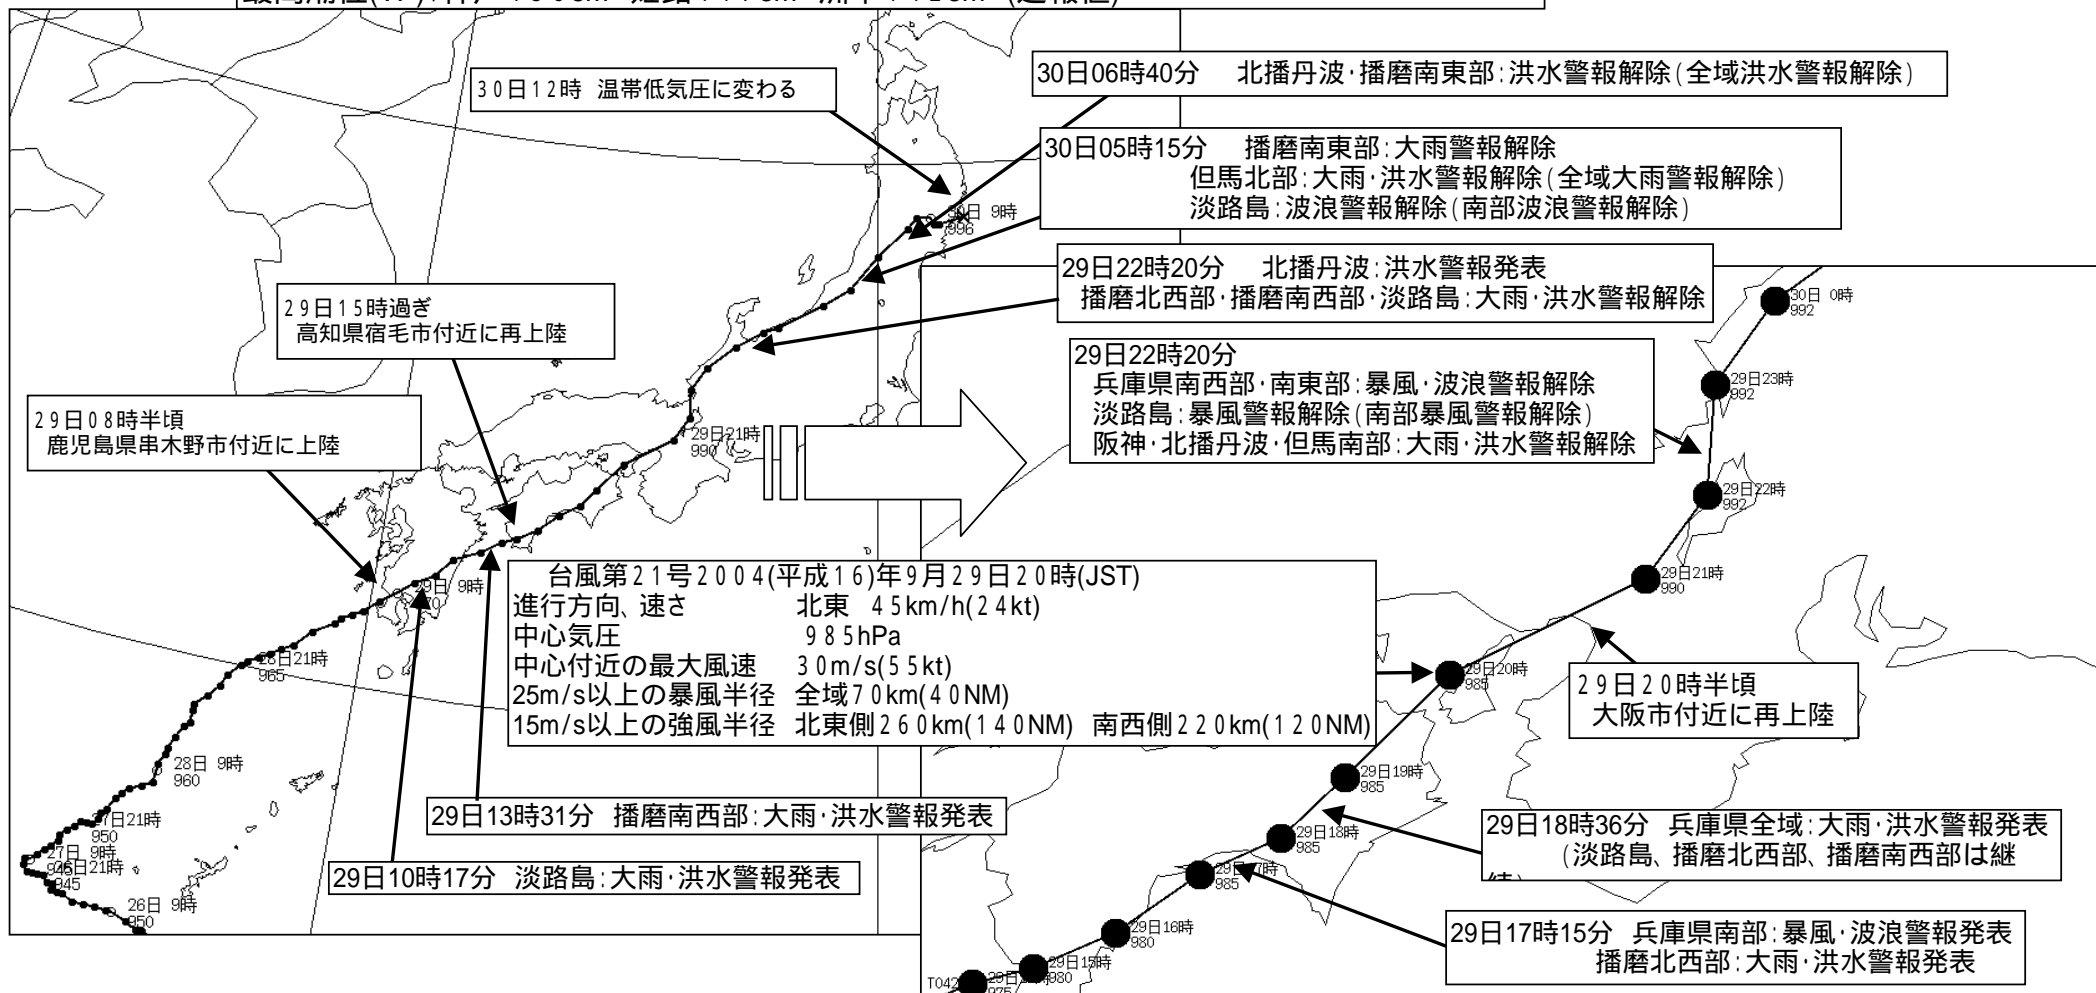 30日12時 温帯低気圧に変わる
30日06時40分 北播丹波・播磨南東部:洪水警報解除(全域洪水警報解除)
30日05時15分 播磨南東部:大雨警報解除
但馬北部:大雨・洪水警報解除(全域大雨警報解除)
淡路島:波浪警報解除(南部波浪警報解除)
30日 9時
996
29日22時20分 北播丹波:洪水警報発表
播磨北西部・播磨南西部・淡路島:大雨・洪水警報解除
29日15時過ぎ
高知県宿毛市付近に再上陸
29日22時20分
兵庫県南西部・南東部:暴風・波浪警報解除
淡路島:暴風警報解除(南部暴風警報解除)
阪神・北播丹波・但馬南部:大雨・洪水警報解除
30日 0時
992
29日23時
992
29日08時半頃
鹿児島県串木野市付近に上陸
29日21時
990
29日22時
992
29日21時
990
29日 9時
台風第21号2004(平成16)年9月29日20時(JST)
進行方向、速さ 北東 45km/h(24kt)
中心気圧 985hPa
中心付近の最大風速 30m/s(55kt)
25m/s以上の暴風半径 全域70km(40NM)
15m/s以上の強風半径 北東側260km(140NM) 南西側220km(120NM)
28日21時
965
29日20時
985
29日20時半頃
大阪市付近に再上陸
28日 9時
960
29日19時
985
29日13時31分 播磨南西部:大雨・洪水警報発表
29日18時36分 兵庫県全域:大雨・洪水警報発表
(淡路島、播磨北西部、播磨南西部は継
27日21時
950
29日18時
985
27日 9時
945
26日21時
945
29日10時17分 淡路島:大雨・洪水警報発表
29日17時
985
26日 9時
950
29日17時15分 兵庫県南部:暴風・波浪警報発表
播磨北西部:大雨・洪水警報発表
29日16時
980
29日15時
980
T042
975